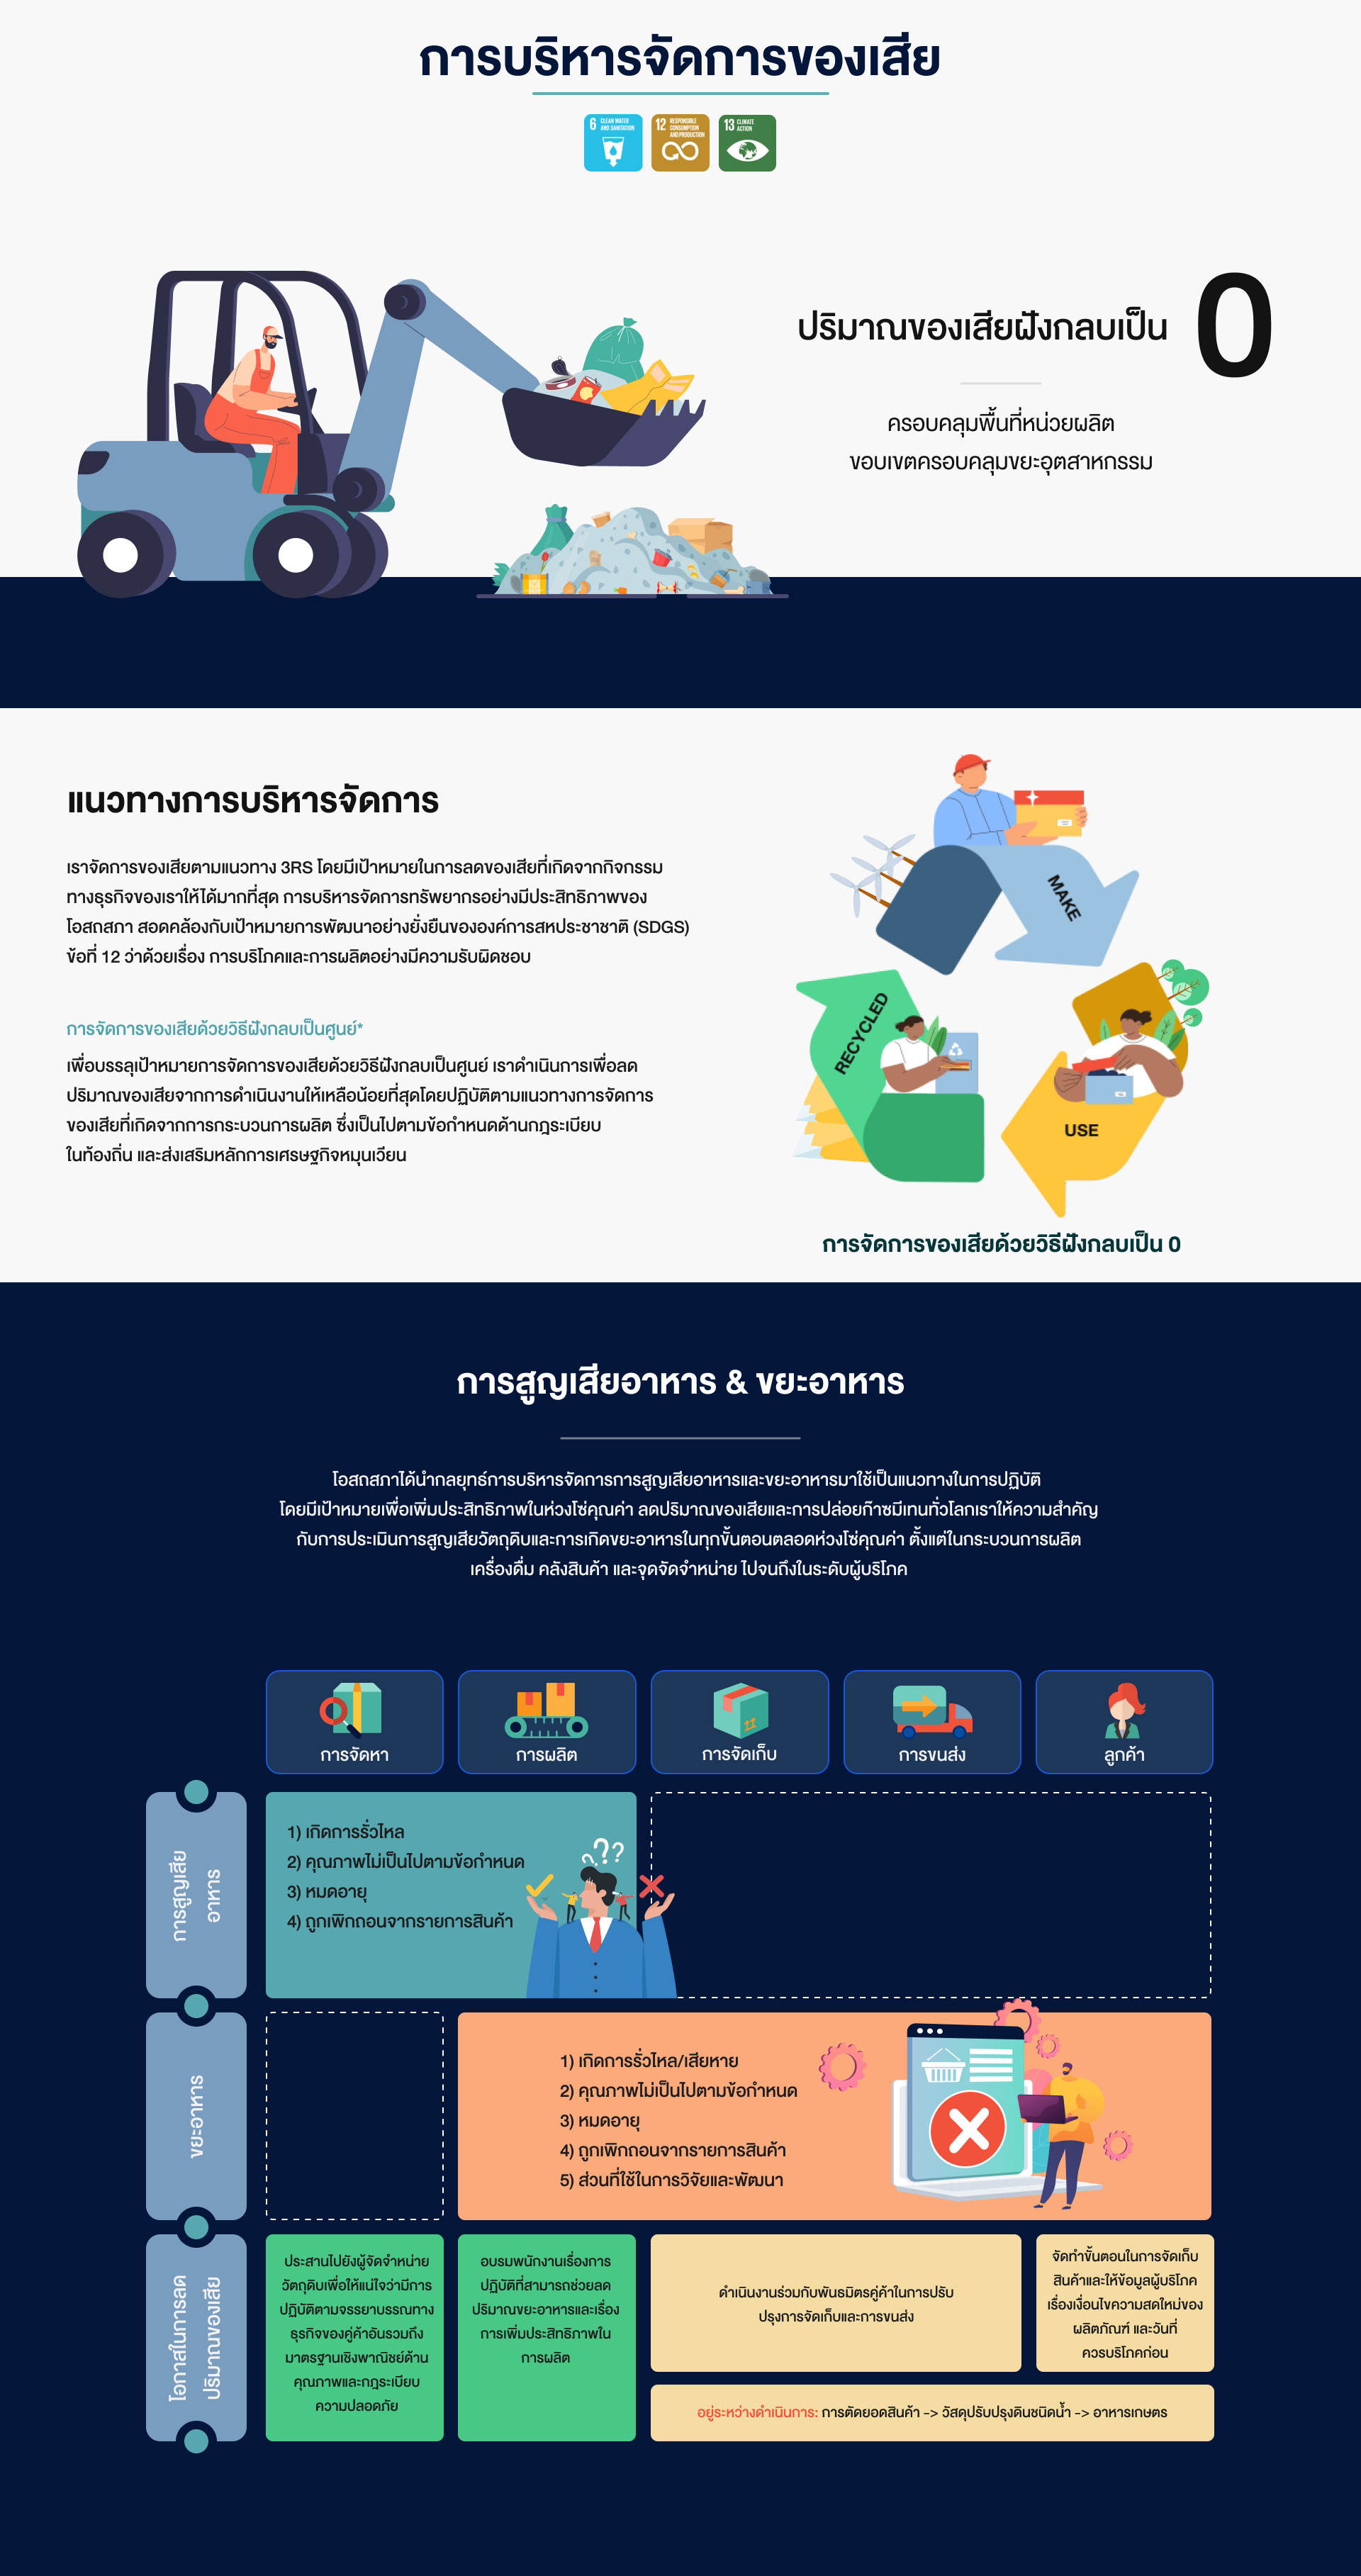 การบริหารจัดการของเสีย
6 CLEAN WATER
AND SANITATION
12 RESPONSIBLE
CONSUMPTION
AND PRODUCTION
13 CLIMATE
ACTION
ปริมาณของเสียฝังกลบเป็น 0
ครอบคลุมพื้นที่หน่วยผลิต
ขอบเขตครอบคลุมขยะอุตสาหกรรม
แนวทางการบริหารจัดการ
เราจัดการของเสียตามแนวทาง 3RS โดยมีเป้าหมายในการลดของเสียที่เกิดจากกิจกรรม
ทางธุรกิจของเราให้ได้มากที่สุด การบริหารจัดการทรัพยากรอย่างมีประสิทธิภาพของ
โอสถสภา สอดคล้องกับเป้าหมายการพัฒนาอย่างยั่งยืนขององค์การสหประชาชาติ (SDGS)
ข้อที่ 12 ว่าด้วยเรื่อง การบริโภคและการผลิตอย่างมีความรับผิดชอบ
การจัดการของเสียด้วยวิธีฝังกลบเป็นศูนย์*
เพื่อบรรลุเป้าหมายการจัดการของเสียด้วยวิธีฝังกลบเป็นศูนย์ เราดำเนินการเพื่อลด
ปริมาณของเสียจากการดำเนินงานให้เหลือน้อยที่สุดโดยปฏิบัติตามแนวทางการจัดการ
ของเสียที่เกิดจากการกระบวนการผลิต ซึ่งเป็นไปตามข้อกำหนดด้านกฎระเบียบ
ในท้องถิ่น และส่งเสริมหลักการเศรษฐกิจหมุนเวียน
MAKE
RECYCLED
USE
การจัดการของเสียด้วยวิธีฝังกลบเป็น 0
การสูญเสียอาหาร & ขยะอาหาร
โอสถสภาได้นำกลยุทธ์การบริหารจัดการการสูญเสียอาหารและขยะอาหารมาใช้เป็นแนวทางในการปฏิบัติ
โดยมีเป้าหมายเพื่อเพิ่มประสิทธิภาพในห่วงโซ่คุณค่า ลดปริมาณของเสียและการปล่อยก๊าซมีเทนทั่วโลกเราให้ความสำคัญ
กับการประเมินการสูญเสียวัตถุดิบและการเกิดขยะอาหารในทุกขั้นตอนตลอดห่วงโซ่คุณค่า ตั้งแต่ในกระบวนการผลิต
เครื่องดื่ม คลังสินค้า และจุดจัดจำหน่าย ไปจนถึงในระดับผู้บริโภค
การจัดหา
การผลิต
การจัดเก็บ
การขนส่ง
ลูกค้า
การสูญเสีย
อาหาร
1) เกิดการรั่วไหล
2) คุณภาพไม่เป็นไปตามข้อกำหนด
3) หมดอายุ
4) ถูกเพิกถอนจากรายการสินค้า
???
ขยะอาหาร
1) เกิดการรั่วไหล/เสียหาย
2) คุณภาพไม่เป็นไปตามข้อกำหนด
3) หมดอายุ
4) ถูกเพิกถอนจากรายการสินค้า
5) ส่วนที่ใช้ในการวิจัยและพัฒนา
โอกาสในการลด
ปริมาณของเสีย
ประสานไปยังผู้จัดจำหน่าย
วัตถุดิบเพื่อให้แน่ใจว่ามีการ
ปฏิบัติตามจรรยาบรรณทาง
ธุรกิจของคู่ค้าอันรวมถึง
มาตรฐานเชิงพาณิชย์ด้าน
คุณภาพและกฎระเบียบ
ความปลอดภัย
อบรมพนักงานเรื่องการ
ปฏิบัติที่สามารถช่วยลด
ปริมาณขยะอาหารและเรื่อง
การเพิ่มประสิทธิภาพใน
การผลิต
ดำเนินงานร่วมกับพันธมิตรคู่ค้าในการปรับ
ปรุงการจัดเก็บและการขนส่ง
จัดทำขั้นตอนในการจัดเก็บ
สินค้าและให้ข้อมูลผู้บริโภค
เรื่องเงื่อนไขความสดใหม่ของ
ผลิตภัณฑ์ และวันที่
ควรบริโภคก่อน
อยู่ระหว่างดำเนินการ: การตัดยอดสินค้า -> วัสดุปรับปรุงดินชนิดน้ำ -> อาหารเกษตร